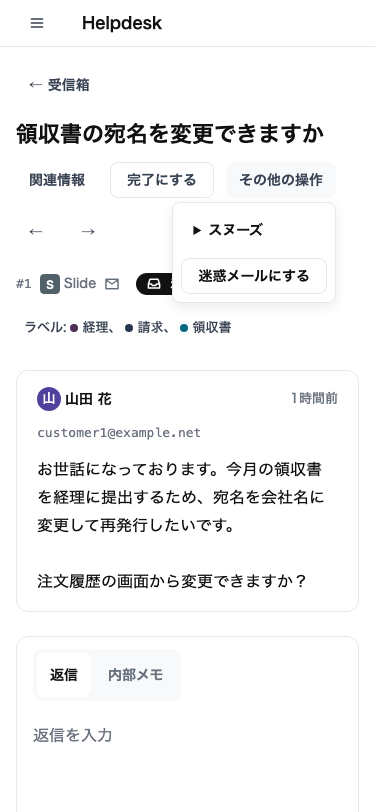 Helpdesk
← 受信箱
領収書の宛名を変更できますか
関連情報 完了にする その他の操作
← →
▶ スヌーズ
迷惑メールにする
#1 S Slide
ラベル: 経理、 請求、 領収書
山 山田 花 1時間前
customer1@example.net
お世話になっております。今月の領収書
を経理に提出するため、宛名を会社名に
変更して再発行したいです。
注文履歴の画面から変更できますか？
返信 内部メモ
返信を入力